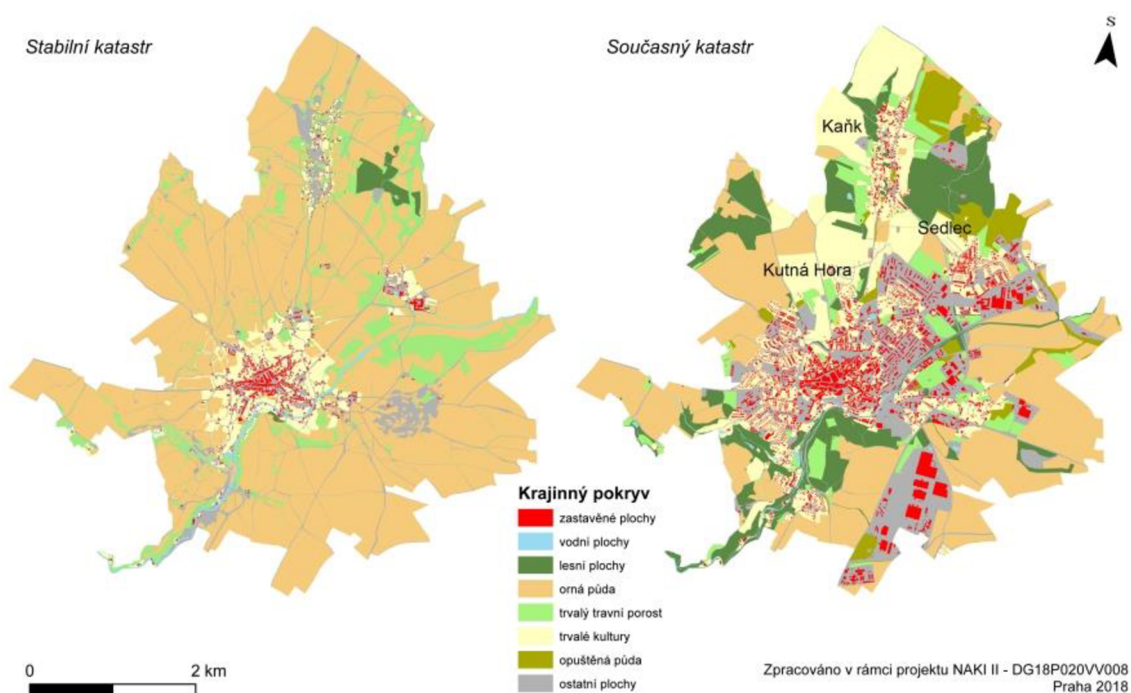 Stabilní katastr
Současný katastr
S
Kaňk
Sedlec
Kutná Hora
Krajinný pokryv
zastavěné plochy
vodní plochy
lesní plochy
orná půda
trvalý travní porost
trvalé kultury
opuštěná půda
ostatní plochy
0 2 km
Zpracováno v rámci projektu NAKI II - DG18P020VV008
Praha 2018